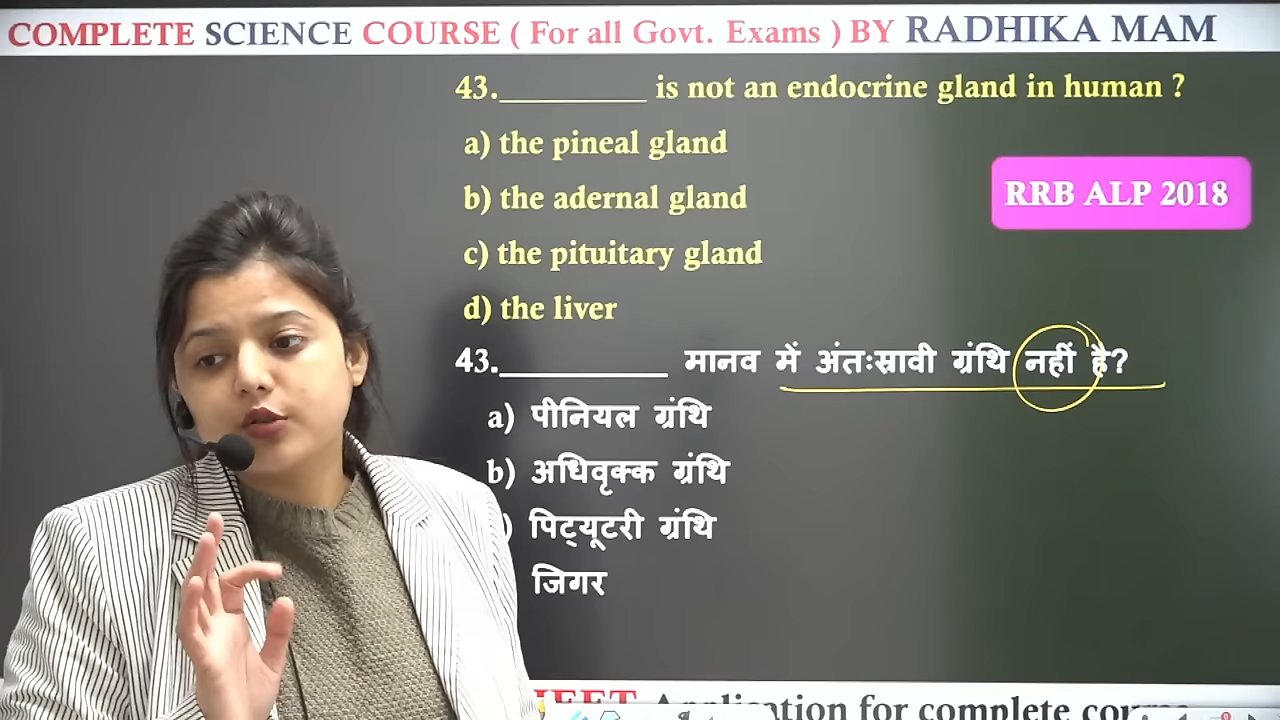 COMPLETE SCIENCE COURSE ( For all Govt. Exams ) BY RADHIKA MAM
43._________ is not an endocrine gland in human ?
a) the pineal gland
b) the adernal gland
RRB ALP 2018
c) the pituitary gland
d) the liver
43.__________ मानव में अंतःस्रावी ग्रंथि नहीं है?
a) पीनियल ग्रंथि
b) अधिवृक्क ग्रंथि
) पिट्यूटरी ग्रंथि
जिगर
Application for complete